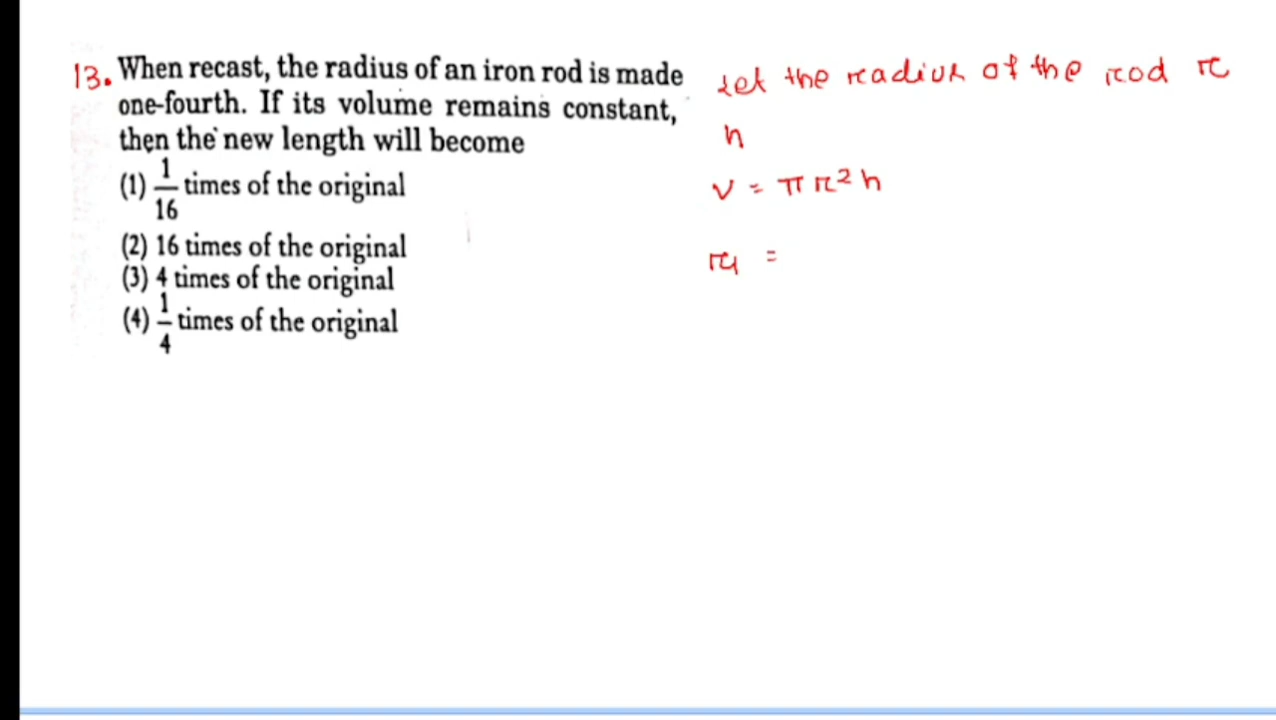 13. When recast, the radius of an iron rod is made
one-fourth. If its volume remains constant,
then the new length will become
(1) 1/16 times of the original
(2) 16 times of the original
(3) 4 times of the original
(4) 1/4 times of the original
Let the radius of the rod r
h
V = πr²h
r₁ =